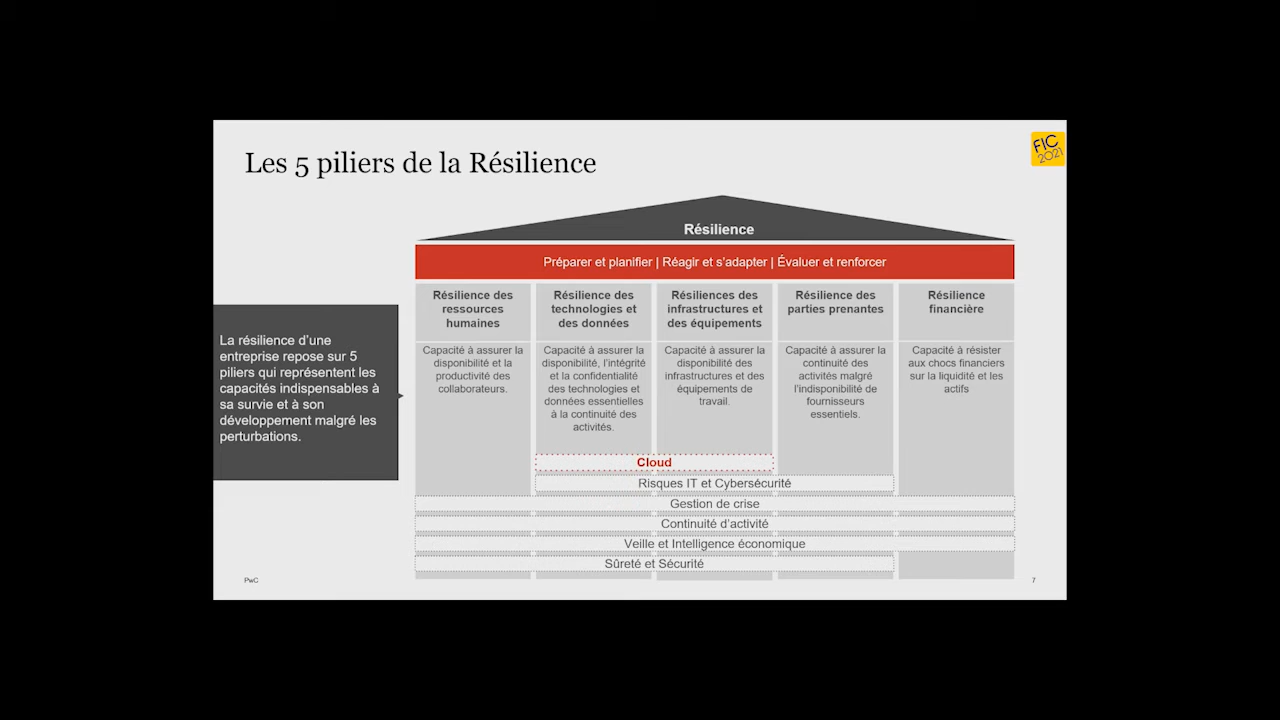 Les 5 piliers de la Résilience
FIC
2021
Résilience
Préparer et planifier | Réagir et s'adapter | Évaluer et renforcer
La résilience d'une
entreprise repose sur 5
piliers qui représentent les
capacités indispensables à
sa survie et à son
développement malgré les
perturbations.
Résilience des
ressources
humaines
Capacité à assurer la
disponibilité et la
productivité des
collaborateurs.
Résilience des
technologies et
des données
Capacité à assurer la
disponibilité, l'intégrité
et la confidentialité
des technologies et
données essentielles
à la continuité des
activités.
Résiliences des
infrastructures et
des équipements
Capacité à assurer la
disponibilité des
infrastructures et des
équipements de
travail.
Résilience des
parties prenantes
Capacité à assurer la
continuité des
activités malgré
l'indisponibilité de
fournisseurs
essentiels.
Résilience
financière
Capacité à résister
aux chocs financiers
sur la liquidité et les
actifs
Cloud
Risques IT et Cybersécurité
Gestion de crise
Continuité d'activité
Veille et Intelligence économique
Sûreté et Sécurité
PwC
7